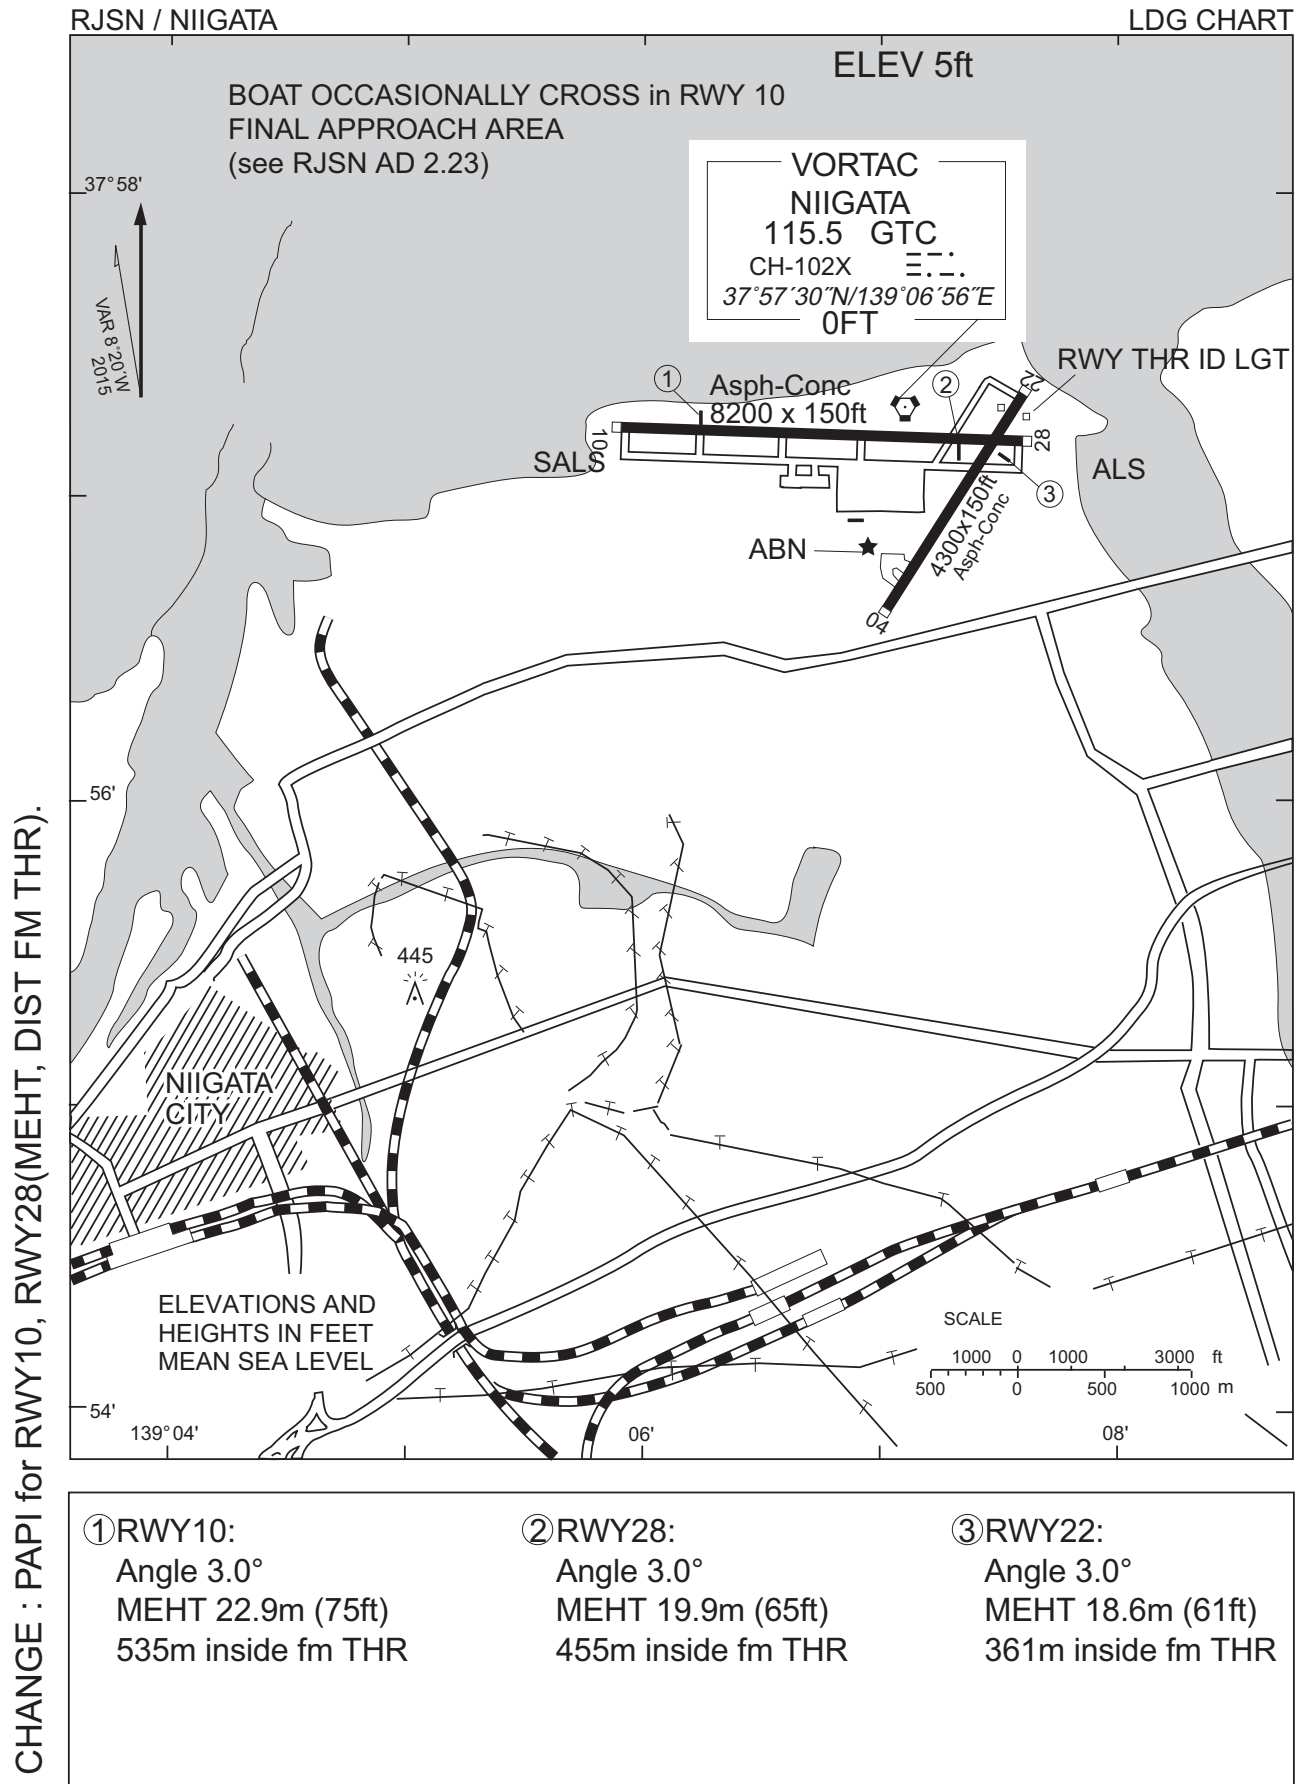 RJSN / NIIGATA
LDG CHART
ELEV 5ft
BOAT OCCASIONALLY CROSS in RWY 10
FINAL APPROACH AREA
(see RJSN AD 2.23)
VORTAC
NIIGATA
115.5 GTC
CH-102X
37°57´30˝N/139°06´56˝E
0FT
37°58'
VAR 8°20´W
2015
RWY THR ID LGT
1
Asph-Conc
8200 x 150ft
2
22
10
28
SALS
ALS
3
4300x150ft
Asph-Conc
ABN
04
56'
445
NIIGATA
CITY
ELEVATIONS AND
HEIGHTS IN FEET
MEAN SEA LEVEL
SCALE
1000 0 1000 3000 ft
500 0 500 1000 m
54'
139°04'
06'
08'
CHANGE : PAPI for RWY10, RWY28(MEHT, DIST FM THR).
①RWY10:
Angle 3.0°
MEHT 22.9m (75ft)
535m inside fm THR
②RWY28:
Angle 3.0°
MEHT 19.9m (65ft)
455m inside fm THR
③RWY22:
Angle 3.0°
MEHT 18.6m (61ft)
361m inside fm THR